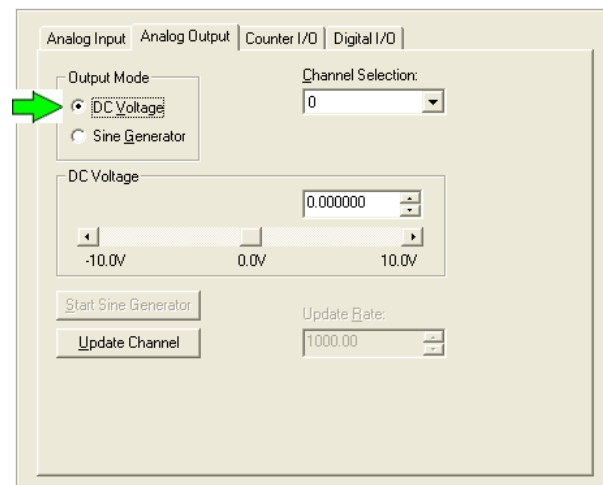 Analog Input
Analog Output
Counter I/O
Digital I/O
Output Mode
DC Voltage
Sine Generator
Channel Selection:
0
DC Voltage
0.000000
-10.0V
0.0V
10.0V
Start Sine Generator
Update Channel
Update Rate:
1000.00